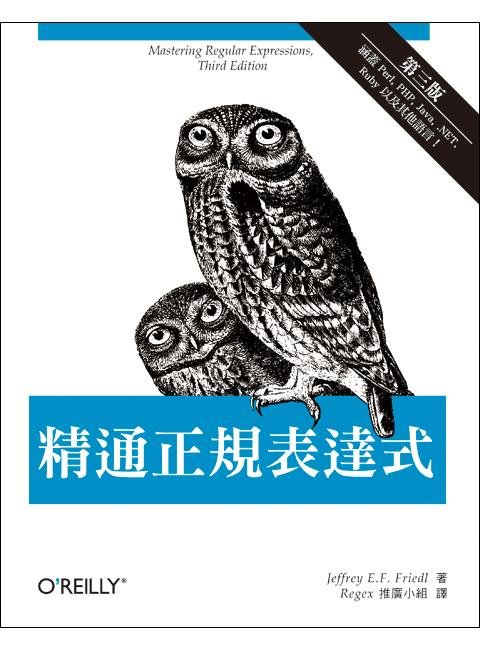 Mastering Regular Expressions,
Third Edition
第三版
涵蓋 Perl, PHP, Java, .NET,
Ruby 以及其他語言！
精通正規表達式
O'REILLY®
Jeffrey E.F. Friedl 著
Regex 推廣小組 譯